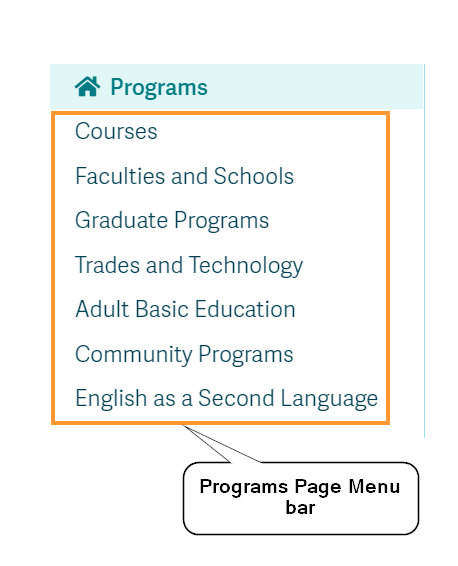 Programs
Courses
Faculties and Schools
Graduate Programs
Trades and Technology
Adult Basic Education
Community Programs
English as a Second Language
Programs Page Menu
bar